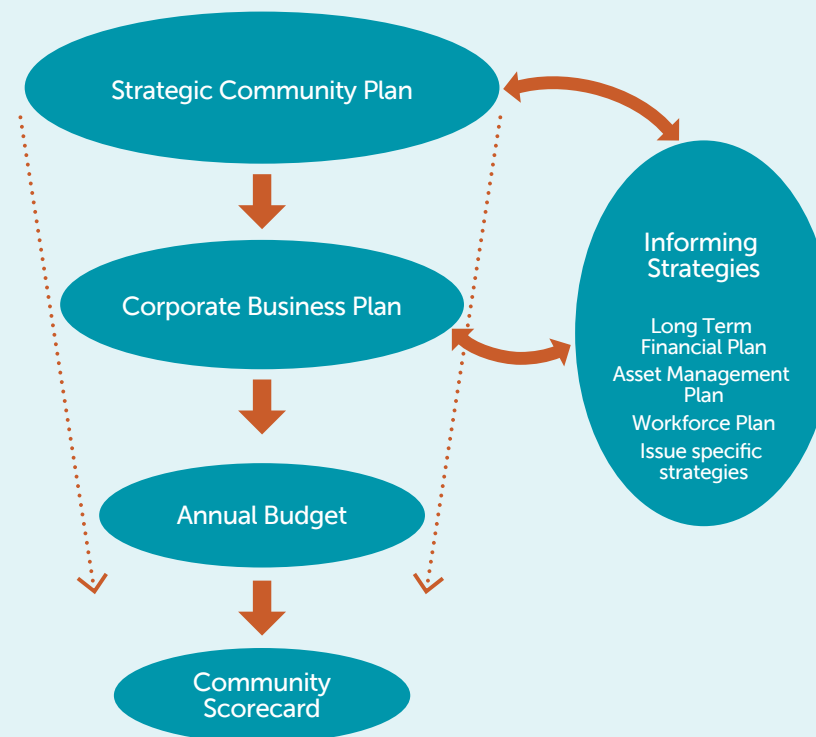 Strategic Community Plan
Corporate Business Plan
Annual Budget
Community
Scorecard
Informing
Strategies
Long Term
Financial Plan
Asset Management
Plan
Workforce Plan
Issue specific
strategies